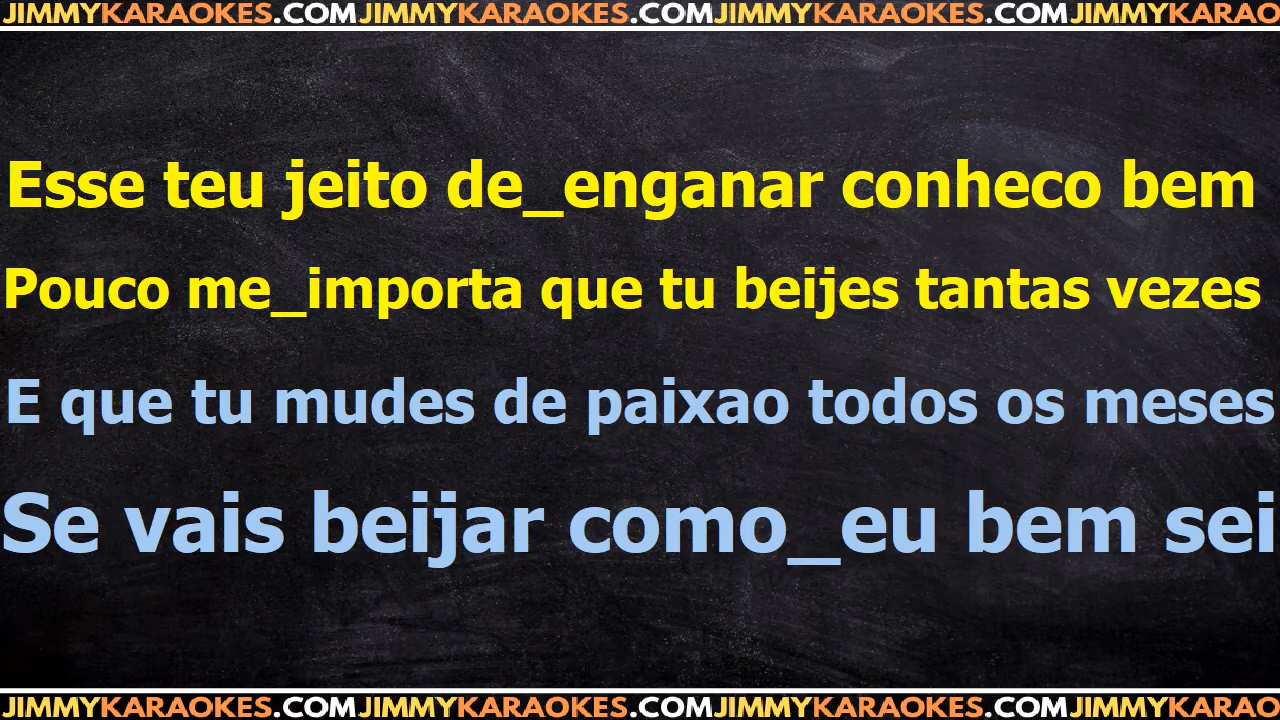 JIMMYKARAOKES.COMJIMMYKARAOKES.COMJIMMYKARAOKES.COMJIMMYKARAO
Esse teu jeito de_enganar conheco bem
Pouco me_importa que tu beijes tantas vezes
E que tu mudes de paixao todos os meses
Se vais beijar como_eu bem sei
JIMMYKARAOKES.COMJIMMYKARAOKES.COMJIMMYKARAOKES.COMJIMMYKARAO